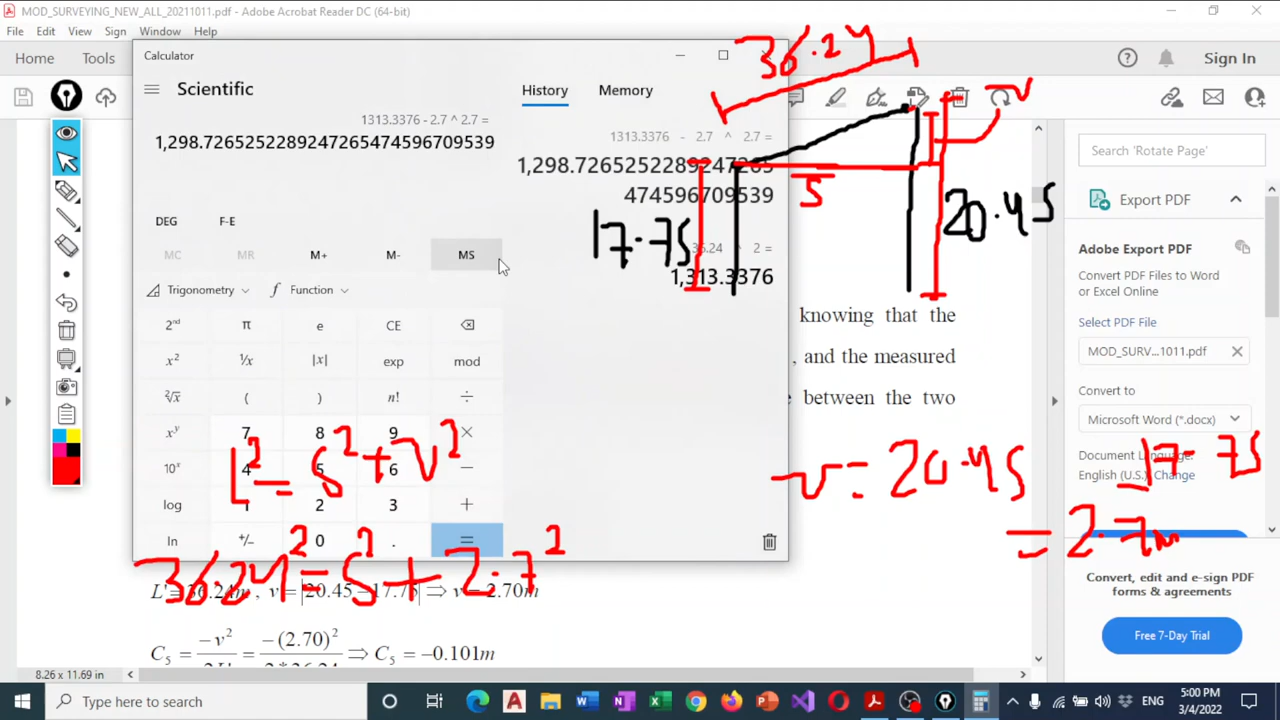 MOD_SURVEYING_NEW_ALL_20211011.pdf - Adobe Acrobat Reader DC (64-bit)
File Edit View Sign Window Help
Home Tools
Sign In
Calculator
Scientific
History Memory
1313.3376 - 2.7 ^ 2.7 =
1,298.7265252289247265474596709539
DEG F-E
MC MR M+ M- MS
Trigonometry Function
2nd π e CE
x² ¹/x |x| exp mod
²√x ( ) n! ÷
xʸ 7 8 9 ×
10ˣ 4 5 6 −
log 1 2 3 +
ln +/- 0 . =
1313.3376 - 2.7 ^ 2.7 =
1,298.7265252289247265
474596709539
36.24 ^ 2 =
1,313.3376
36.24
v
S
17.75
20.45
knowing that the
, and the measured
between the two
L² = S² + V²
36.24² = S² + 2.7²
v = 20.45
- 17.75
= 2.7m
L' = 36.24m , v = |20.45 − 17.75| ⇒ v = 2.70m
C₅ = −v² = −(2.70)² ⇒ C₅ = −0.101m
8.26 x 11.69 in
Search 'Rotate Page'
Export PDF
Adobe Export PDF
Convert PDF Files to Word
or Excel Online
Select PDF File
MOD_SURV...1011.pdf
Convert to
Microsoft Word (*.docx)
Document Language:
English (U.S.) Change
Convert, edit and e-sign PDF
forms & agreements
Free 7-Day Trial
Type here to search
ENG
5:00 PM
3/4/2022